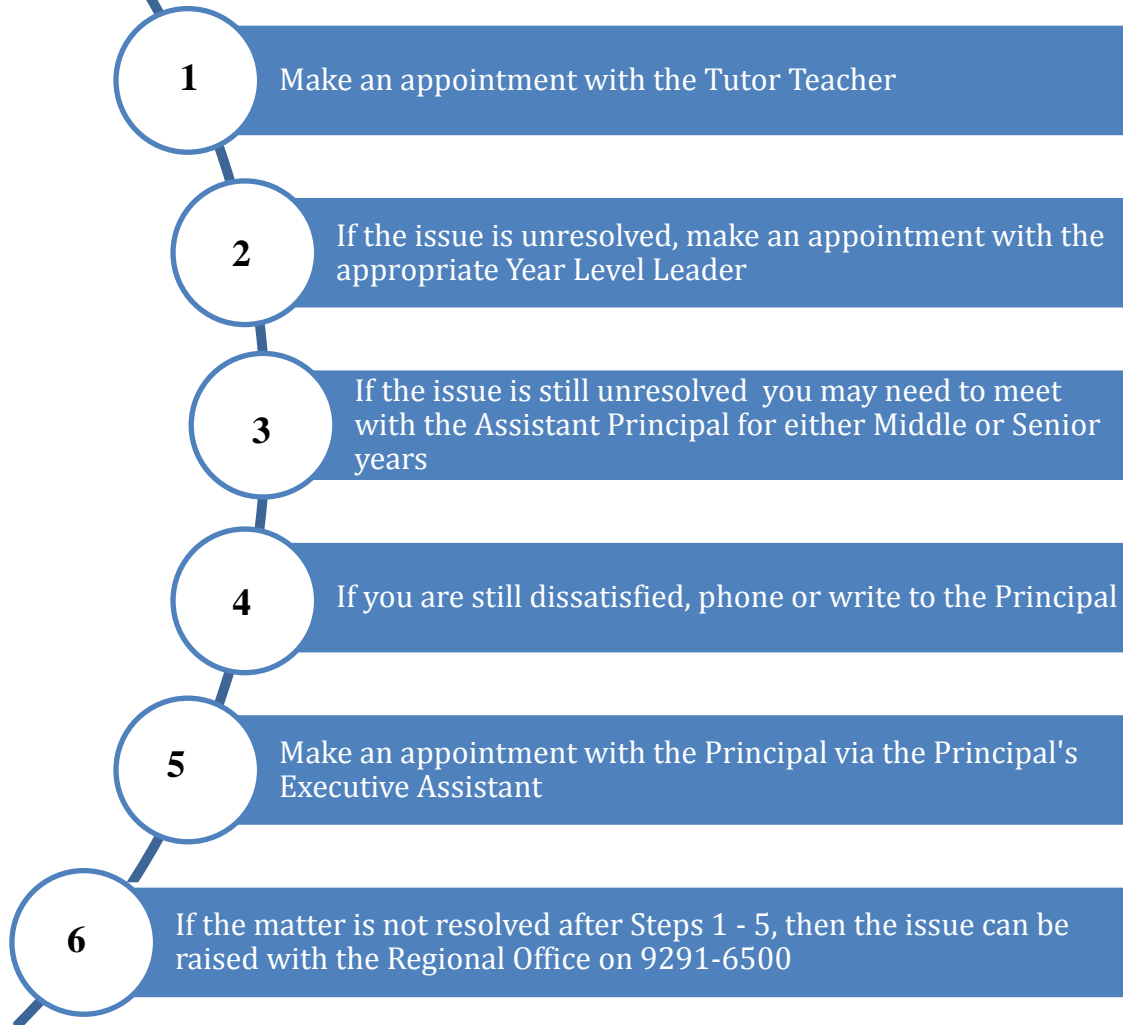 1
Make an appointment with the Tutor Teacher
2
If the issue is unresolved, make an appointment with the
appropriate Year Level Leader
3
If the issue is still unresolved  you may need to meet
with the Assistant Principal for either Middle or Senior
years
4
If you are still dissatisfied, phone or write to the Principal
5
Make an appointment with the Principal via the Principal's
Executive Assistant
6
If the matter is not resolved after Steps 1 - 5, then the issue can be
raised with the Regional Office on 9291-6500